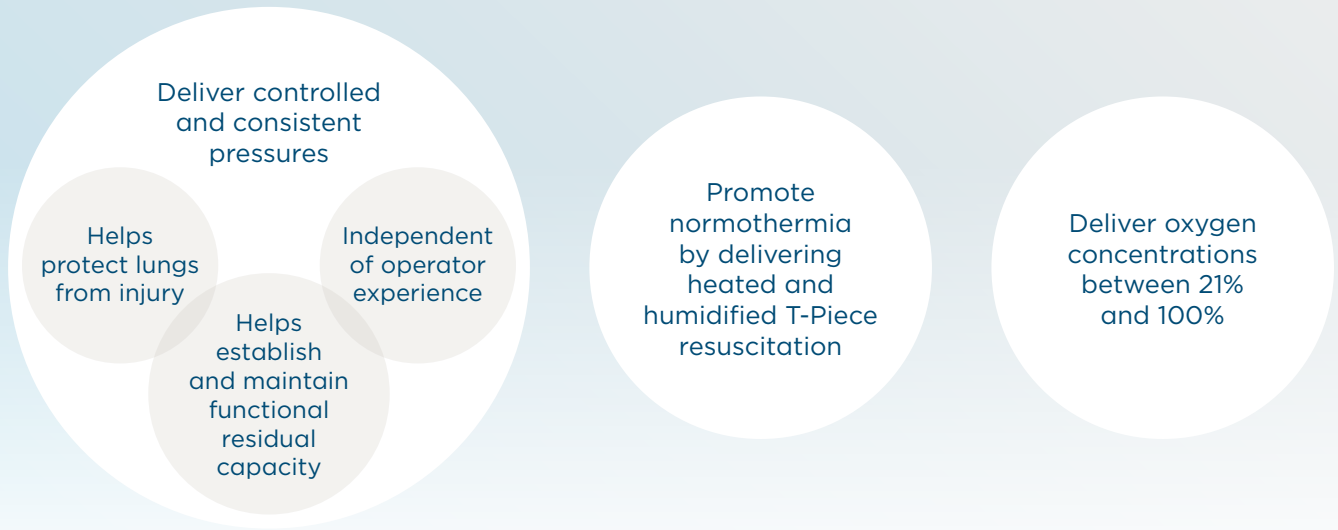 Deliver controlled
and consistent
pressures
Helps
protect lungs
from injury
Independent
of operator
experience
Helps
establish
and maintain
functional
residual
capacity
Promote
normothermia
by delivering
heated and
humidified T-Piece
resuscitation
Deliver oxygen
concentrations
between 21%
and 100%